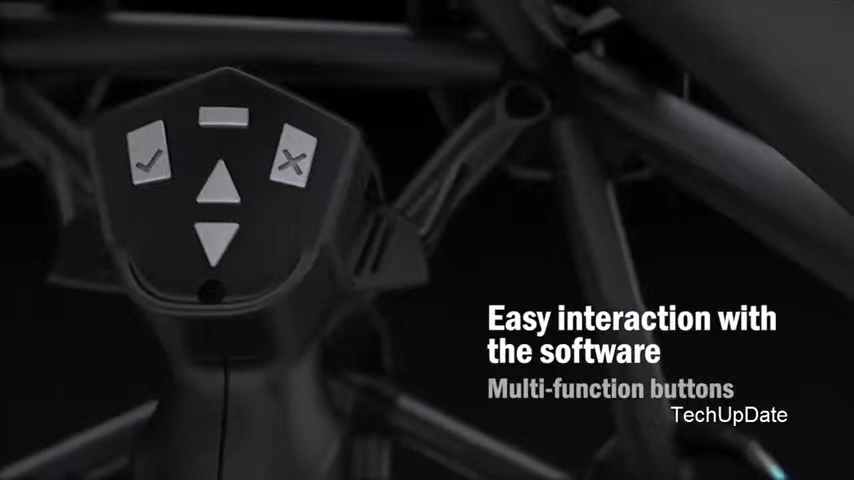 Easy interaction with
the software
Multi-function buttons
TechUpDate